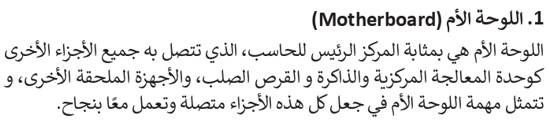 1. اللوحة الأم (Motherboard)
اللوحة الأم هي بمثابة المركز الرئيس للحاسب، الذي تتصل به جميع الأجزاء الأخرى
كوحدة المعالجة المركزية والذاكرة و القرص الصلب، والأجهزة الملحقة الأخرى، و
تتمثل مهمة اللوحة الأم في جعل كل هذه الأجزاء متصلة وتعمل معًا بنجاح.